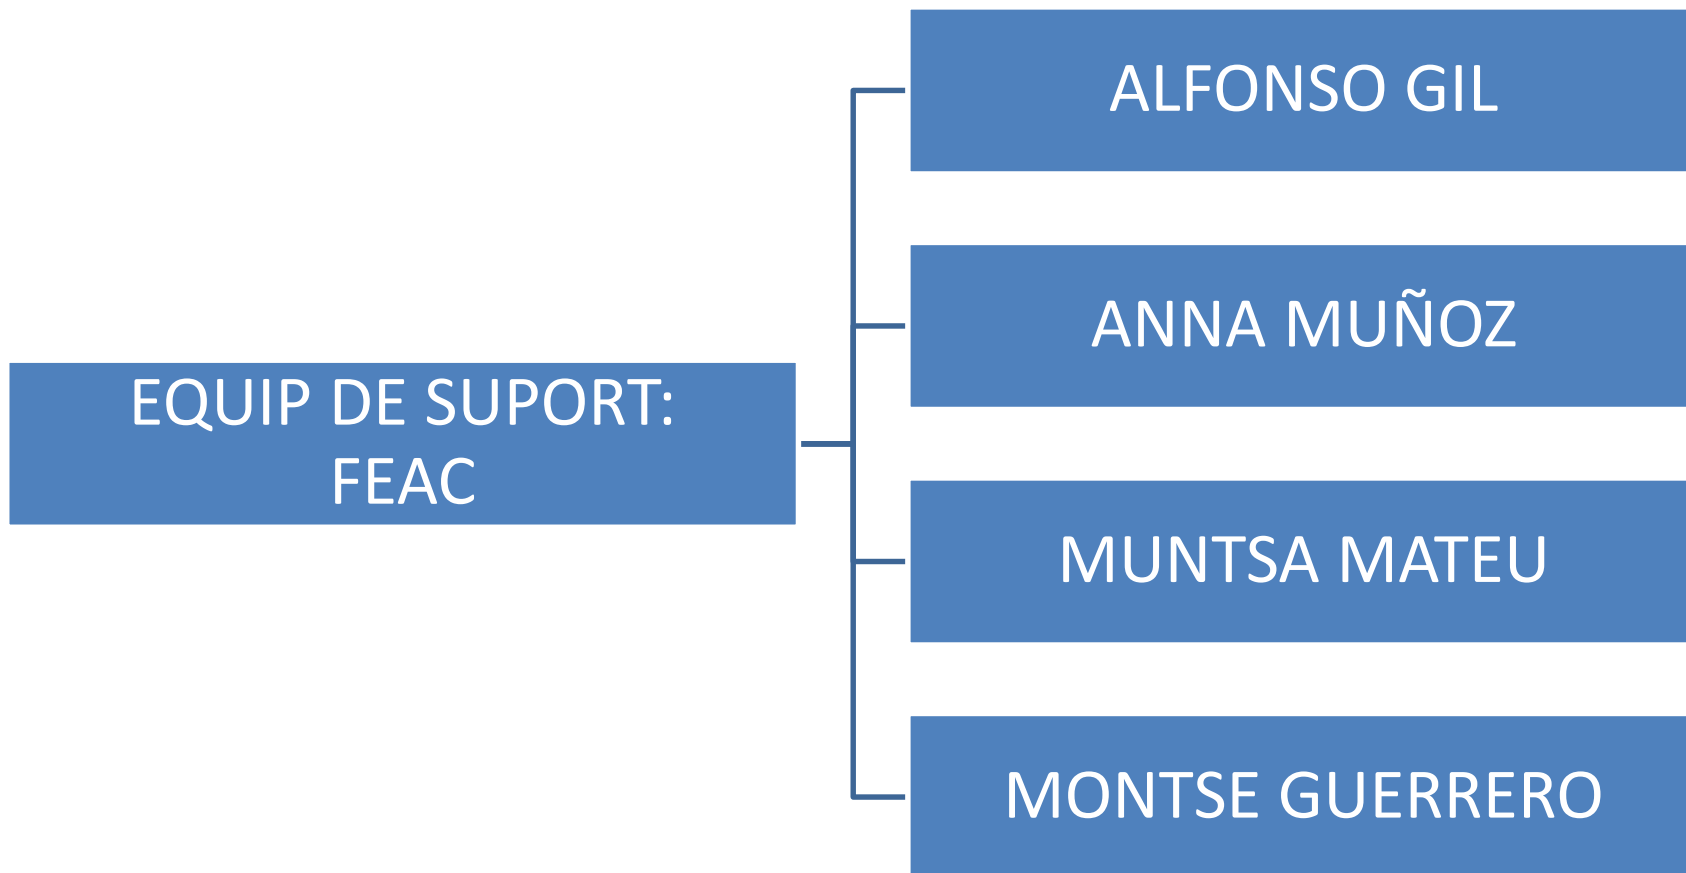 EQUIP DE SUPORT:
FEAC
ALFONSO GIL
ANNA MUÑOZ
MUNTSA MATEU
MONTSE GUERRERO